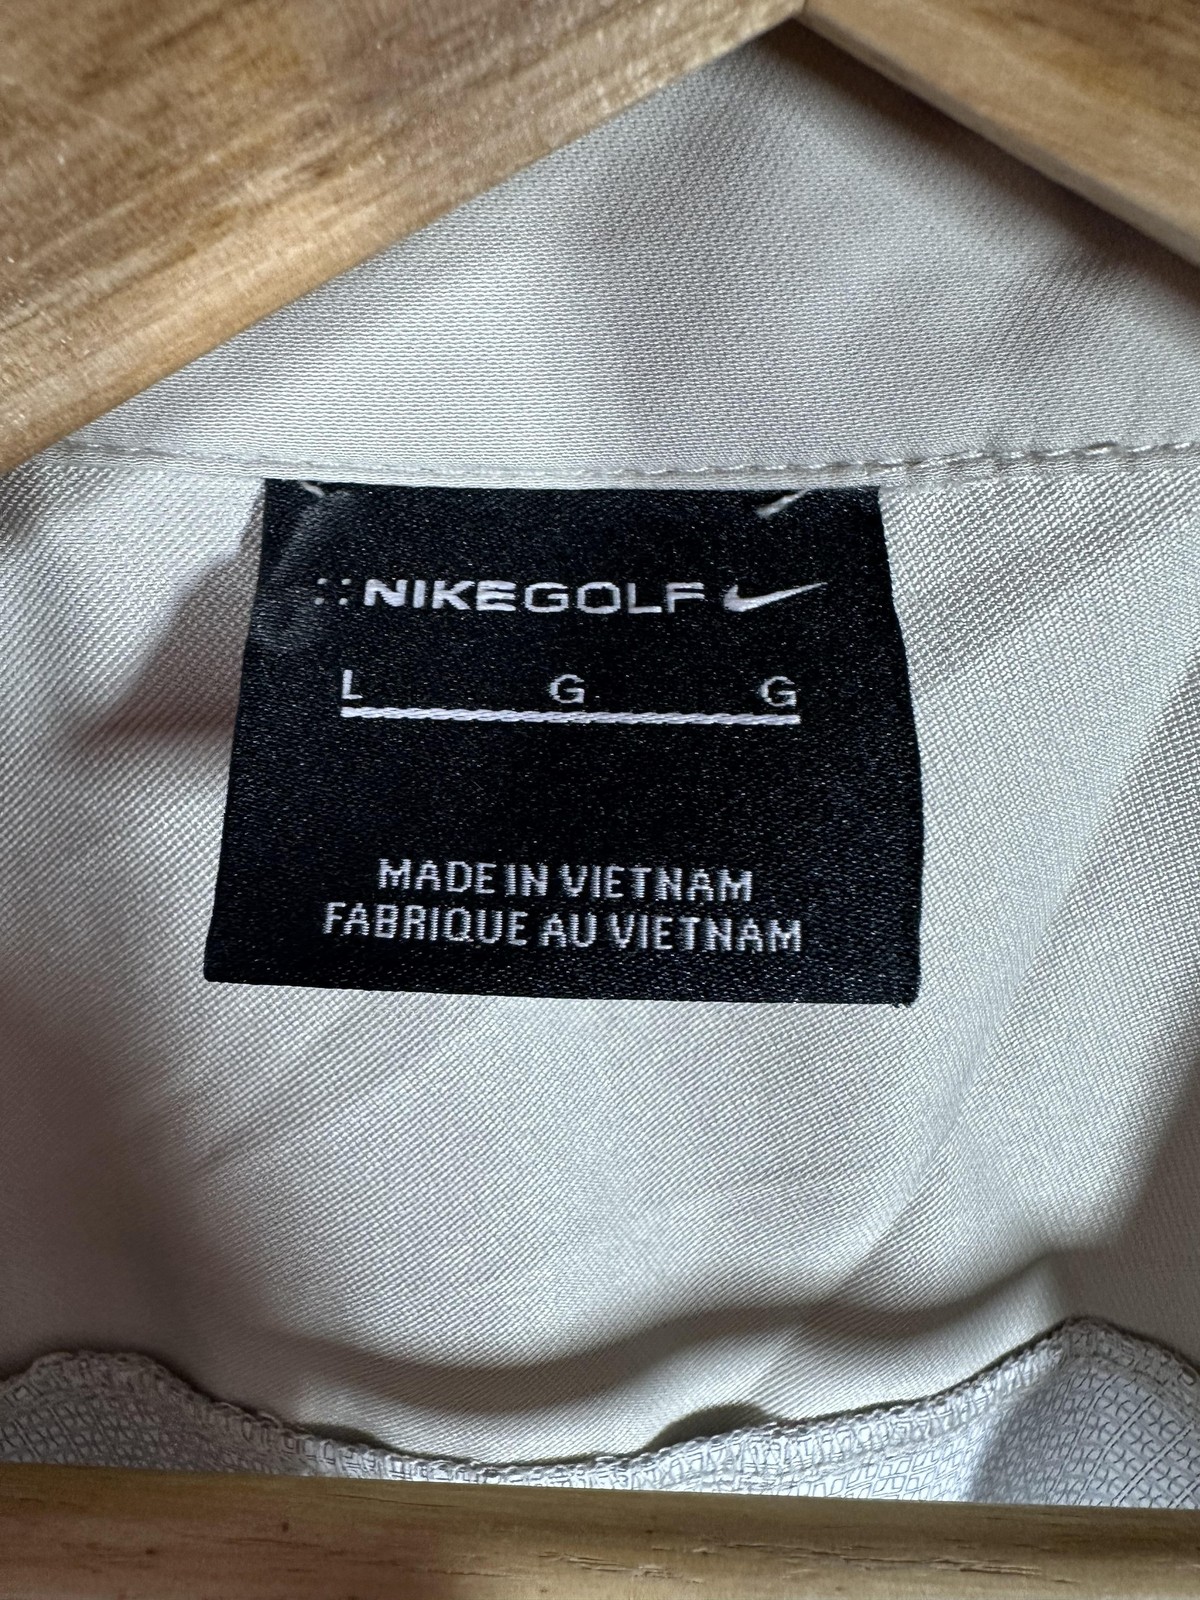 NIKEGOLF
L G G
MADE IN VIETNAM
FABRIQUE AU VIETNAM